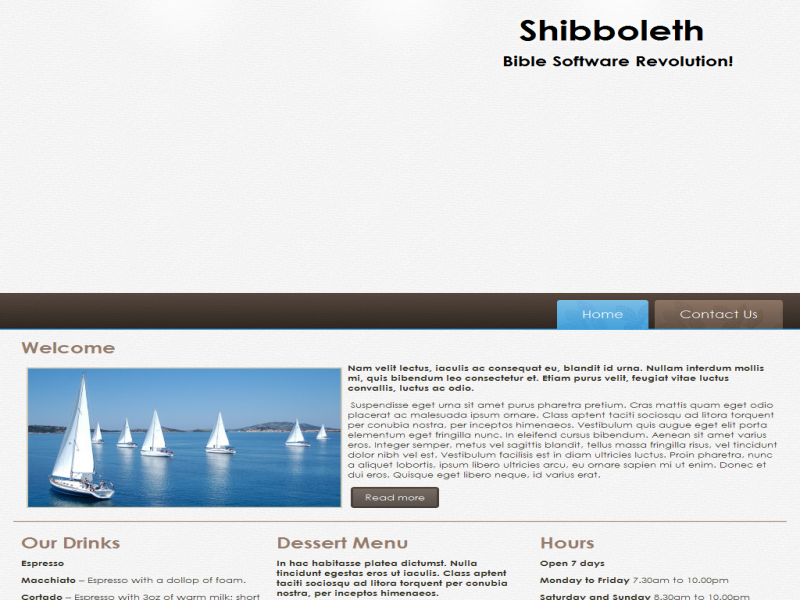 Shibboleth
Bible Software Revolution!
Home
Contact Us
Welcome
Nam velit lectus, iaculis ac consequat eu, blandit id urna. Nullam interdum mollis
mi, quis bibendum leo consectetur et. Etiam purus velit, feugiat vitae luctus
convallis, luctus ac odio.
Suspendisse eget urna sit amet purus pharetra pretium. Cras mattis quam eget odio
placerat ac malesuada ipsum ornare. Class aptent taciti sociosqu ad litora torquent
per conubia nostra, per inceptos himenaeos. Vestibulum quis augue eget elit porta
elementum eget fringilla nunc. In eleifend cursus bibendum. Aenean sit amet varius
eros. Integer semper, metus vel sagittis blandit, tellus massa fringilla risus, vel tincidunt
dolor nibh vel est. Vestibulum facilisis est in diam ultricies luctus. Proin pharetra, nunc
a aliquet lobortis, ipsum libero ultricies arcu, eu ornare sapien mi ut enim. Donec et
dui eros. Quisque eget libero neque, id varius erat.
Read more
Our Drinks
Espresso
Macchiato – Espresso with a dollop of foam.
Cortado – Espresso with 3oz of warm milk; short
Dessert Menu
In hac habitasse platea dictumst. Nulla
tincidunt egestas eros ut iaculis. Class aptent
taciti sociosqu ad litora torquent per conubia
nostra, per inceptos himenaeos.
Hours
Open 7 days
Monday to Friday 7.30am to 10.00pm
Saturday and Sunday 8.30am to 10.00pm